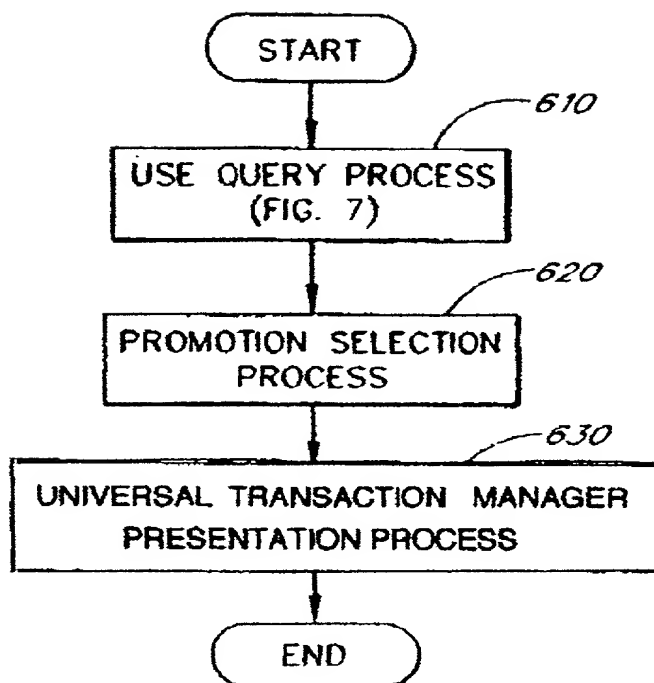 START
610
USE QUERY PROCESS
(FIG. 7)
620
PROMOTION SELECTION
PROCESS
630
UNIVERSAL TRANSACTION MANAGER
PRESENTATION PROCESS
END